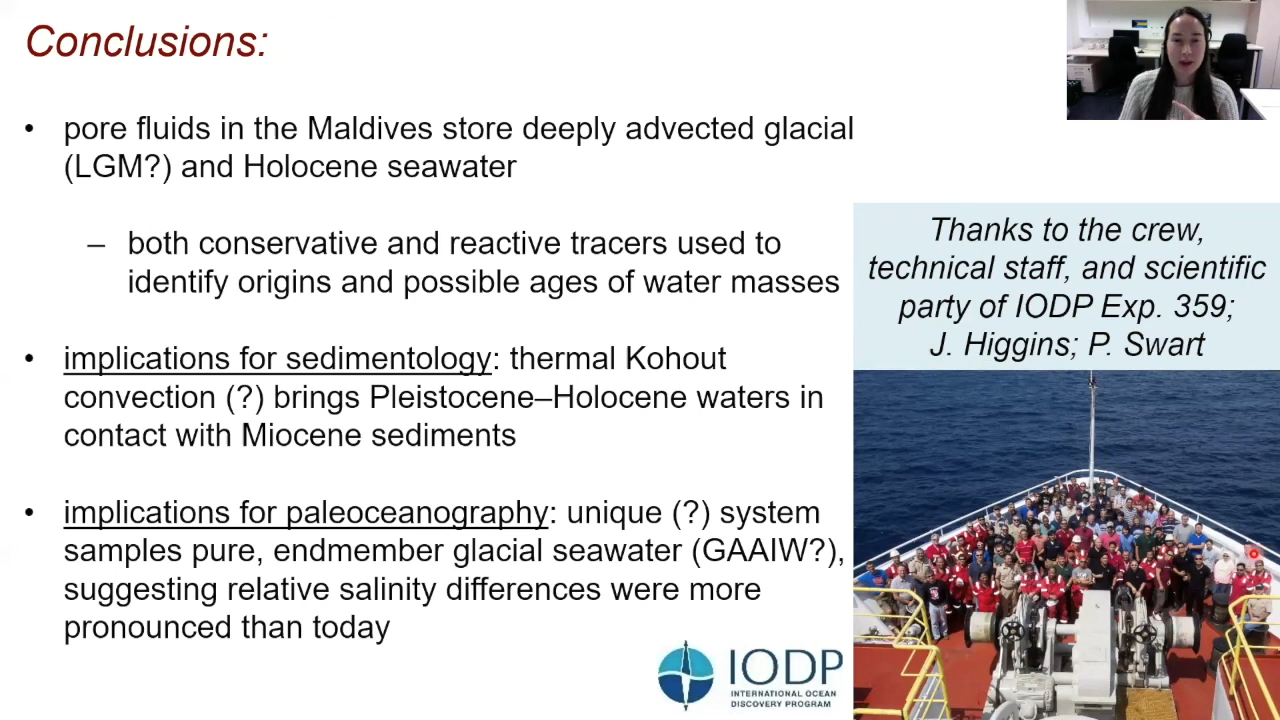 Conclusions:
• pore fluids in the Maldives store deeply advected glacial
(LGM?) and Holocene seawater
– both conservative and reactive tracers used to
identify origins and possible ages of water masses
• implications for sedimentology: thermal Kohout
convection (?) brings Pleistocene–Holocene waters in
contact with Miocene sediments
• implications for paleoceanography: unique (?) system
samples pure, endmember glacial seawater (GAAIW?),
suggesting relative salinity differences were more
pronounced than today
Thanks to the crew,
technical staff, and scientific
party of IODP Exp. 359;
J. Higgins; P. Swart
IODP
INTERNATIONAL OCEAN
DISCOVERY PROGRAM